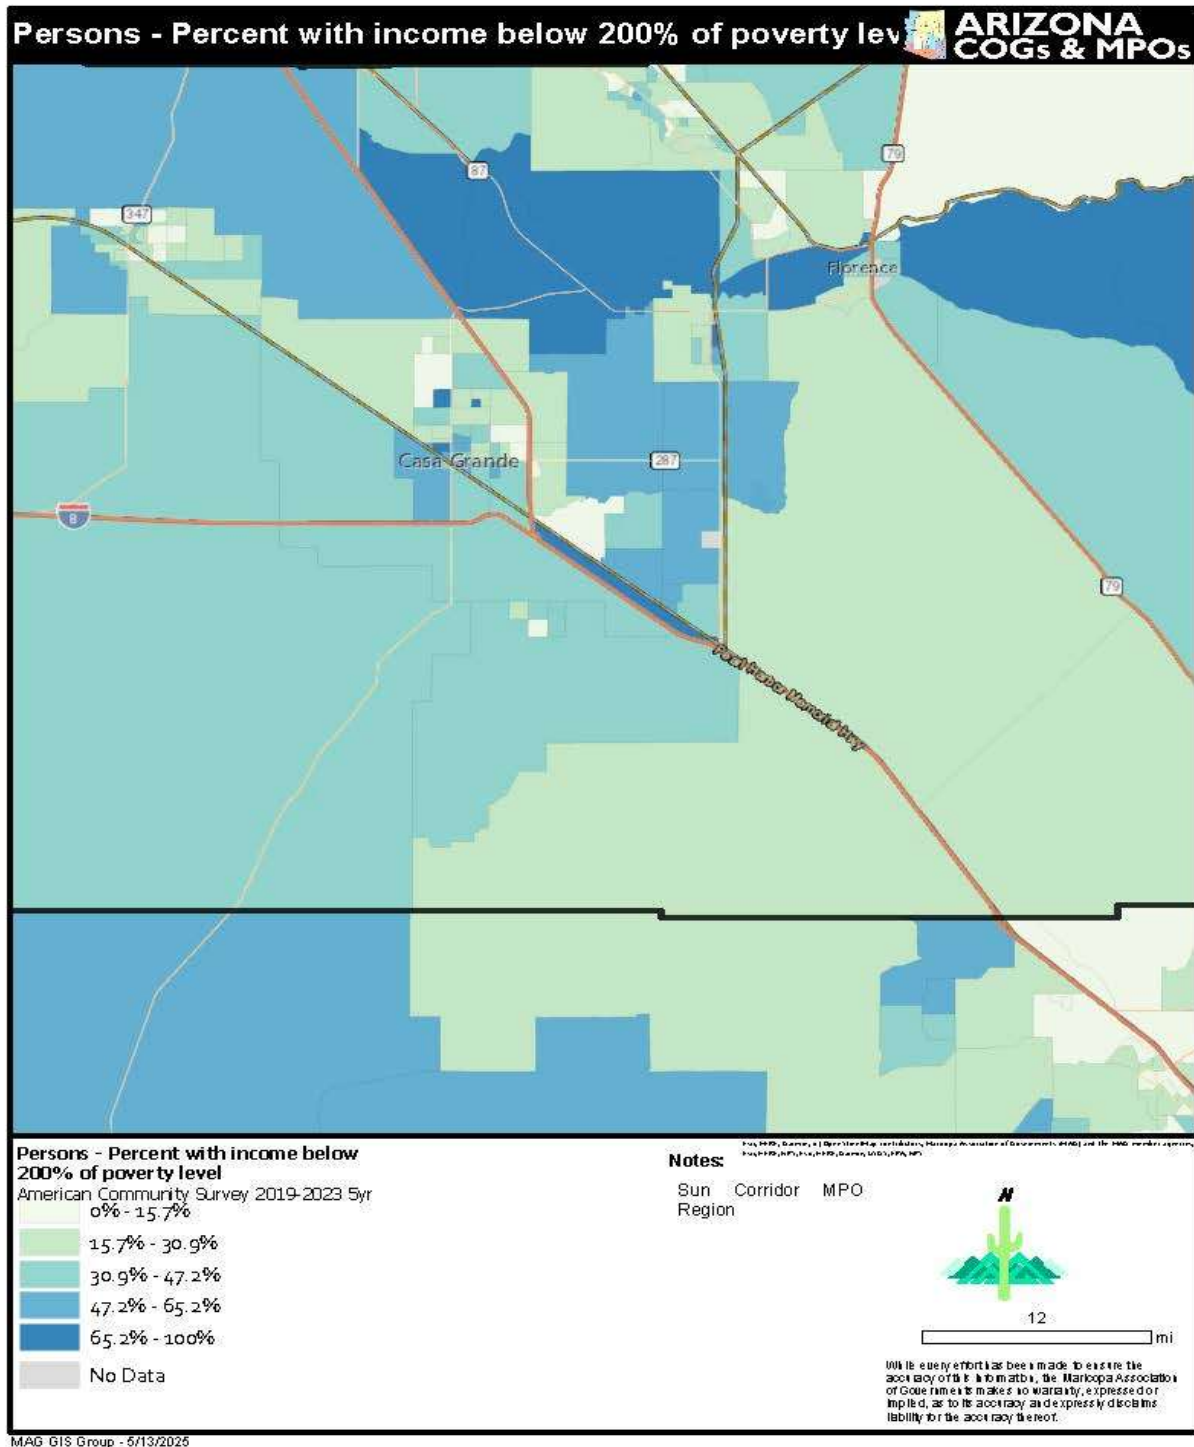 Persons - Percent with income below 200% of poverty lev
ARIZONA
COGs & MPOs
87
79
347
Florence
Casa Grande
287
8
79
Persons - Percent with income below
200% of poverty level
American Community Survey 2019-2023 5yr
0% - 15.7%
15.7% - 30.9%
30.9% - 47.2%
47.2% - 65.2%
65.2% - 100%
No Data
Notes:
Sun Corridor MPO
Region
N
12
mi
While every effort has been made to ensure the
accuracy of this information, the Maricopa Association
of Governments makes no warranty, expressed or
implied, as to its accuracy and expressly disclaims
liability for the accuracy thereof.
MAG GIS Group - 5/13/2025